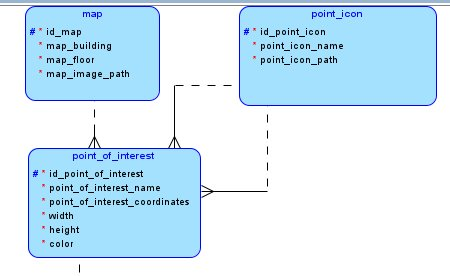 map
# * id_map
* map_building
* map_floor
* map_image_path
point_icon
# * id_point_icon
* point_icon_name
* point_icon_path
point_of_interest
# * id_point_of_interest
* point_of_interest_name
* point_of_interest_coordinates
* width
* height
* color